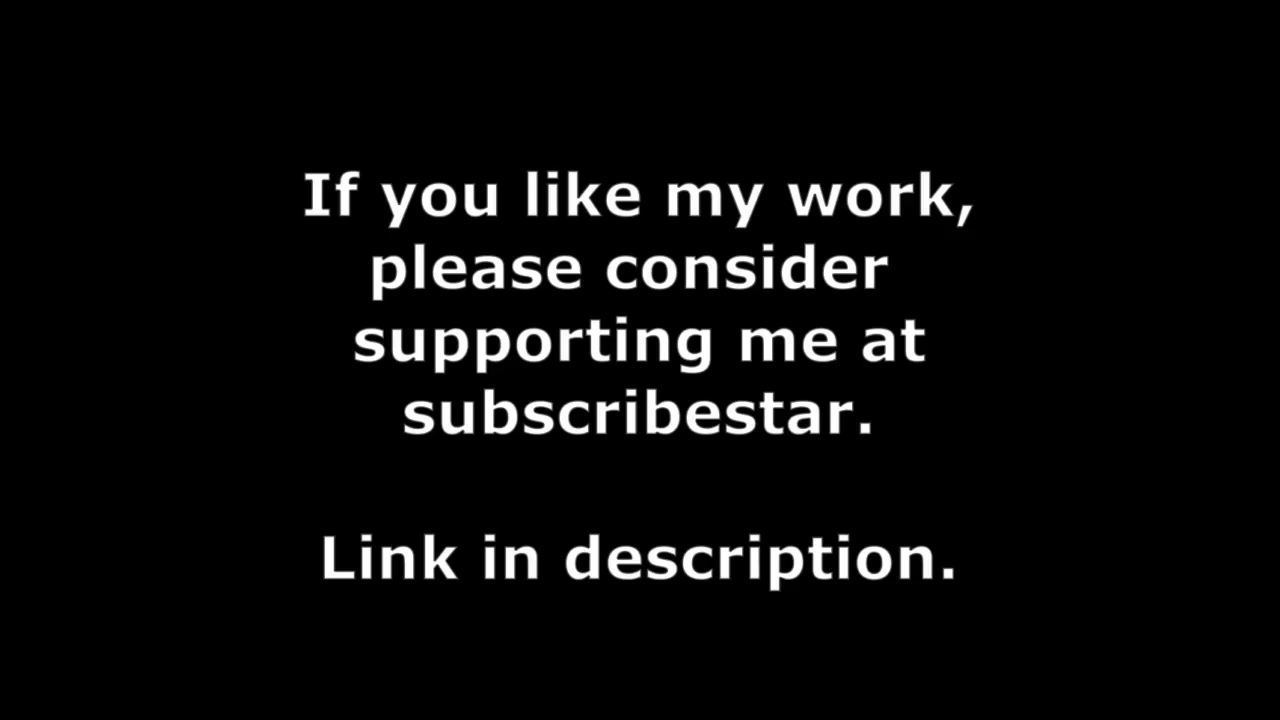 If you like my work,
please consider
supporting me at
subscribestar.
Link in description.